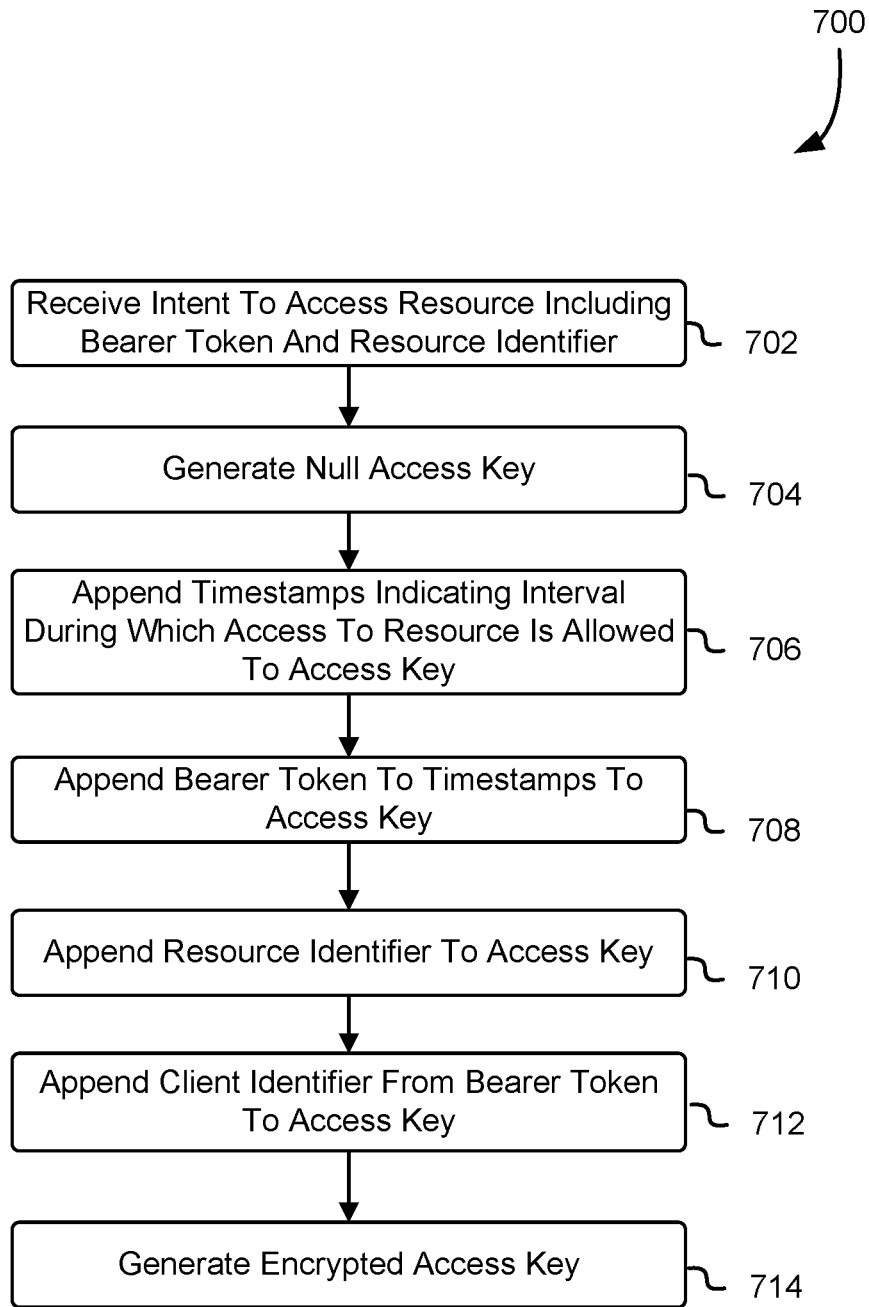 700
Receive Intent To Access Resource Including
Bearer Token And Resource Identifier
702
Generate Null Access Key
704
Append Timestamps Indicating Interval
During Which Access To Resource Is Allowed
To Access Key
706
Append Bearer Token To Timestamps To
Access Key
708
Append Resource Identifier To Access Key
710
Append Client Identifier From Bearer Token
To Access Key
712
Generate Encrypted Access Key
714